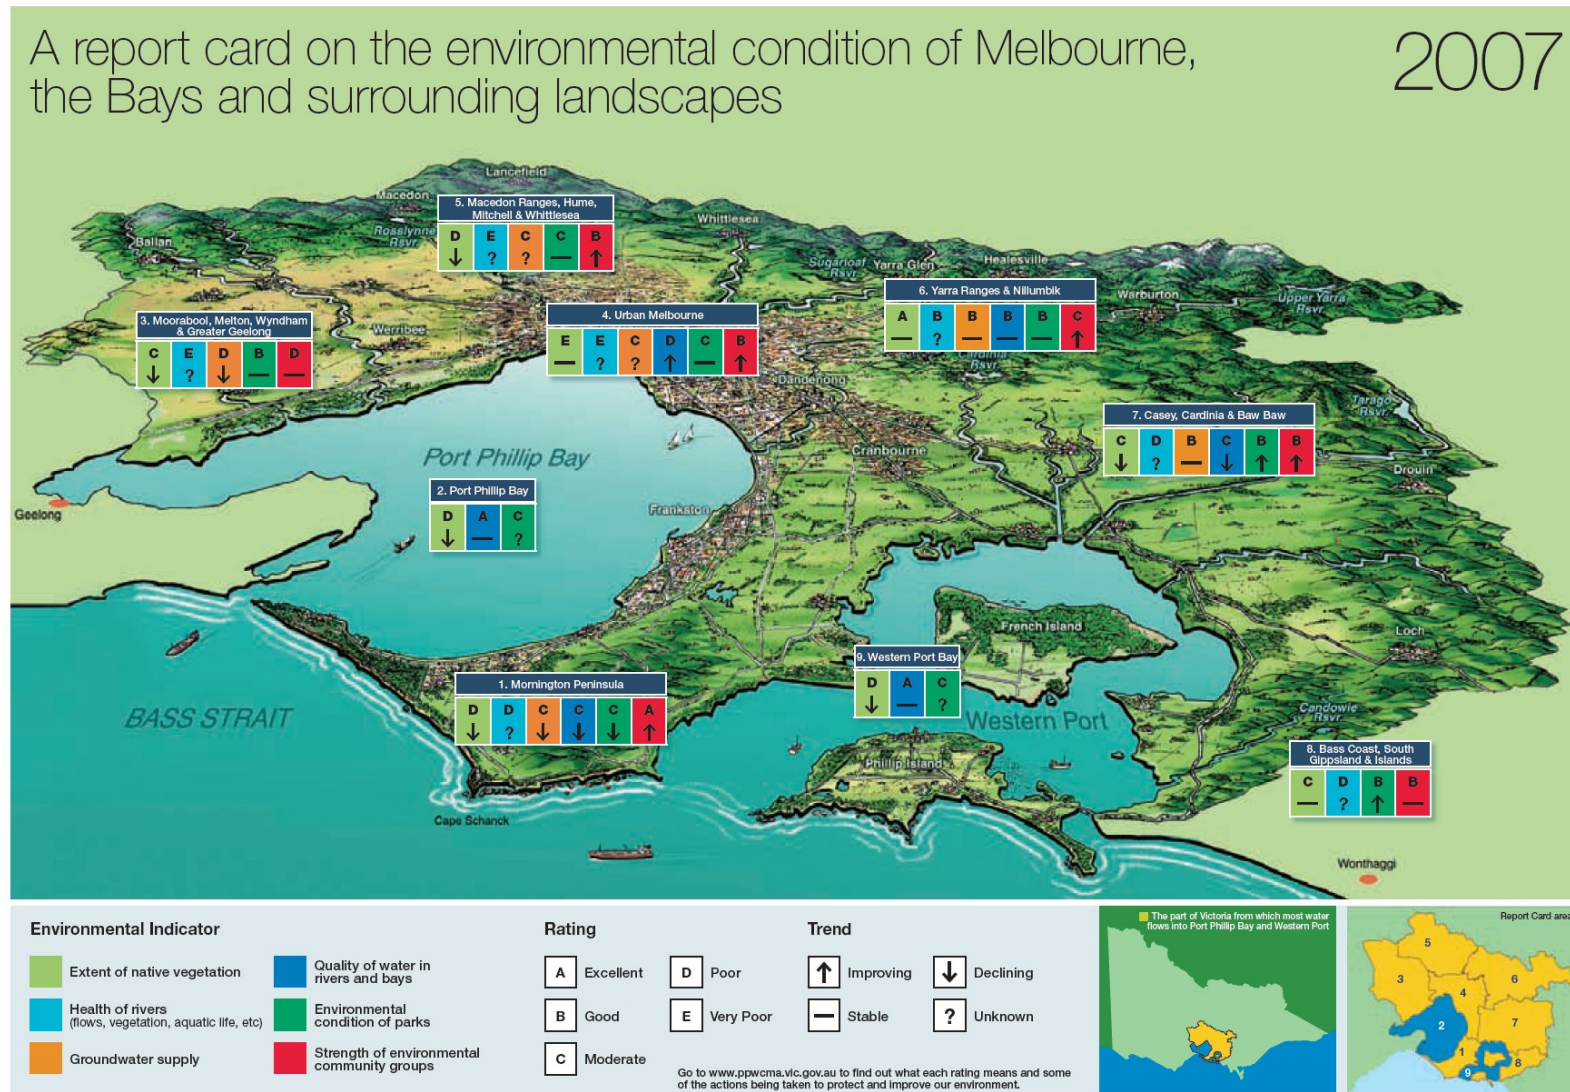 A report card on the environmental condition of Melbourne,
the Bays and surrounding landscapes
2007
Lancefield
Macedon
5. Macedon Ranges, Hume,
Mitchell & Whittlesea
D E C C B
↓ ? ? — ↑
Rosslynne
Rsvr.
Ballan
Whittlesea
Sugarloaf
Rsvr.
Yarra Glen
Healesville
6. Yarra Ranges & Nillumbik
A B B B B C
— ? — — — ↑
Warburton
Upper Yarra
Rsvr.
3. Moorabool, Melton, Wyndham
& Greater Geelong
C E D B D
↓ ? ↓ — —
Werribee
4. Urban Melbourne
E E C D C B
— ? ? ↑ — ↑
Cardinia
Rsvr.
Dandenong
Tarago
Rsvr.
7. Casey, Cardinia & Baw Baw
C D B C B B
↓ ? — ↓ ↑ ↑
Cranbourne
Drouin
Port Phillip Bay
2. Port Phillip Bay
D A C
↓ — ?
Geelong
Frankston
French Island
Loch
9. Western Port Bay
D A C
↓ — ?
1. Mornington Peninsula
D D C C C A
↓ ? ↓ ↓ ↓ ↑
BASS STRAIT
Western Port
Candowie
Rsvr.
8. Bass Coast, South
Gippsland & Islands
C D B B
— ? ↑ —
Phillip Island
Cape Schanck
Wonthaggi
Environmental Indicator
Extent of native vegetation
Health of rivers
(flows, vegetation, aquatic life, etc)
Groundwater supply
Quality of water in
rivers and bays
Environmental
condition of parks
Strength of environmental
community groups
Rating
A Excellent
B Good
C Moderate
D Poor
E Very Poor
Trend
↑ Improving
— Stable
↓ Declining
? Unknown
Go to www.ppwcma.vic.gov.au to find out what each rating means and some
of the actions being taken to protect and improve our environment.
The part of Victoria from which most water
flows into Port Phillip Bay and Western Port
Report Card area
5
3
6
4
2
7
1
8
9